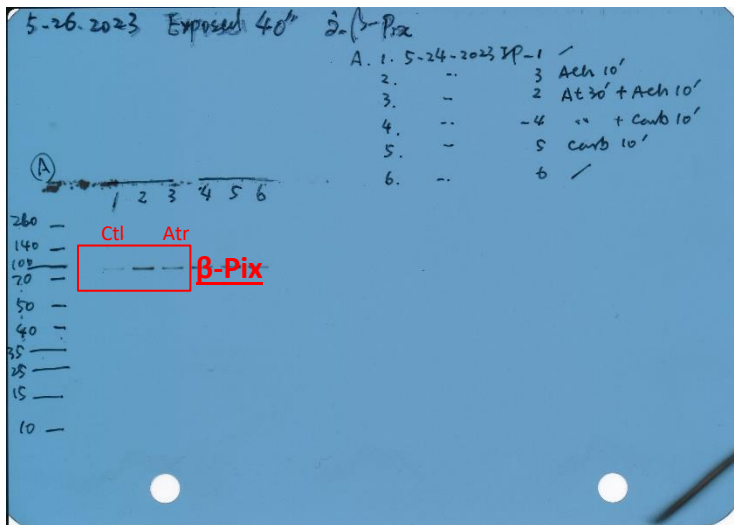 5-26-2023 Exposed 40" 2. β-Pix
A. 1. 5-24-2023 IP-1 /
2. -- 3 Ach 10'
3. - 2 At 30' + Ach 10'
4. -- -4 " + Carb 10'
5. - 5 Carb 10'
6. -- 6 /
A
1 2 3 4 5 6
260
Ctl Atr
140
100
β-Pix
70
50
40
35
25
15
10